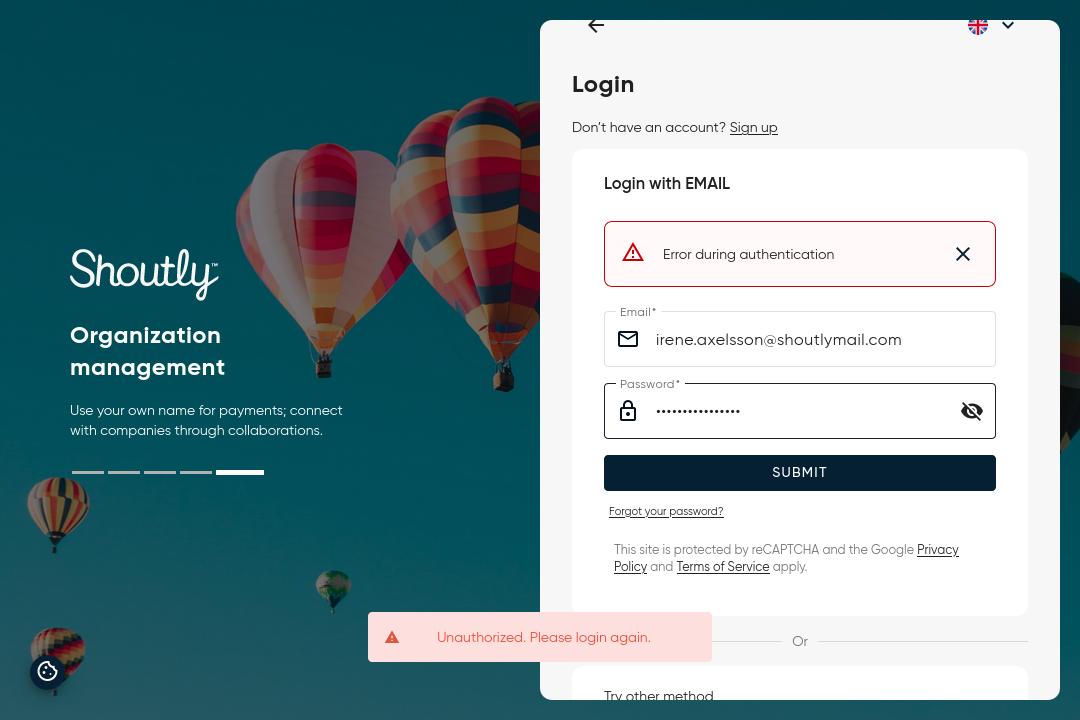 Shoutly™
Organization
management
Use your own name for payments; connect
with companies through collaborations.
Login
Don't have an account? Sign up
Login with EMAIL
Error during authentication
Email*
irene.axelsson@shoutlymail.com
Password*
••••••••••••••••
SUBMIT
Forgot your password?
This site is protected by reCAPTCHA and the Google Privacy
Policy and Terms of Service apply.
Unauthorized. Please login again.
Or
Try other method